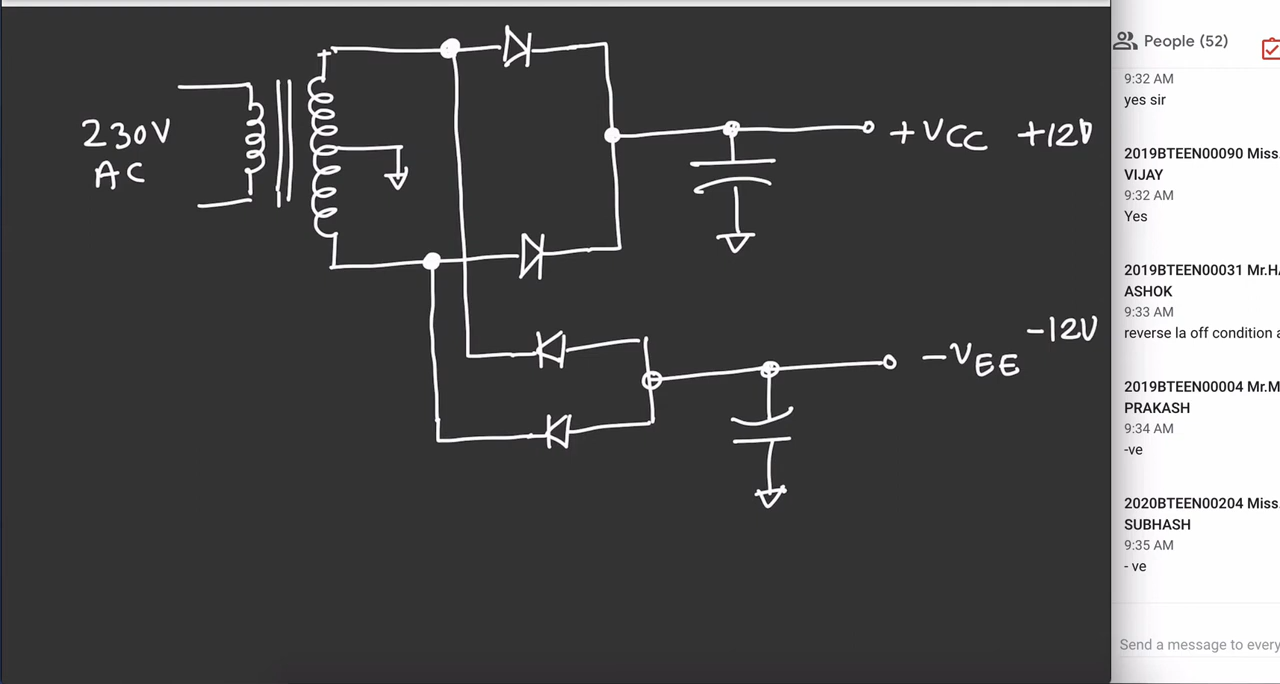 230V
AC
+VCC +12V
-12V
-VEE
People (52)
9:32 AM
yes sir
2019BTEEN00090 Miss.
VIJAY
9:32 AM
Yes
2019BTEEN00031 Mr.HA
ASHOK
9:33 AM
reverse la off condition a
2019BTEEN00004 Mr.M
PRAKASH
9:34 AM
-ve
2020BTEEN00204 Miss.
SUBHASH
9:35 AM
- ve
Send a message to every